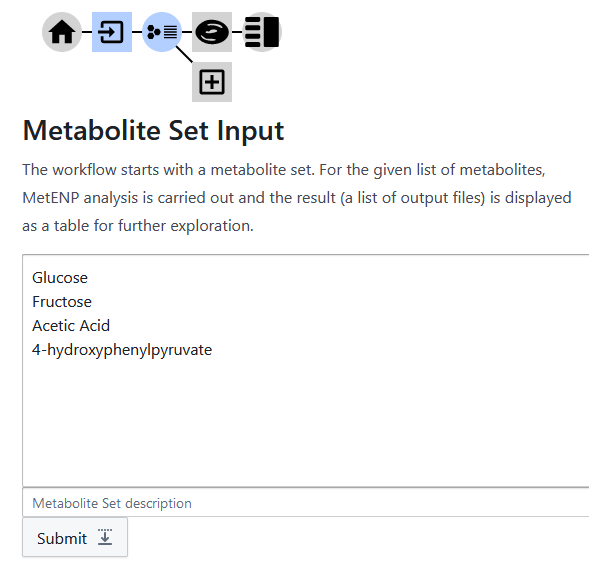 Metabolite Set Input
The workflow starts with a metabolite set. For the given list of metabolites,
MetENP analysis is carried out and the result (a list of output files) is displayed
as a table for further exploration.
Glucose
Fructose
Acetic Acid
4-hydroxyphenylpyruvate
Metabolite Set description
Submit